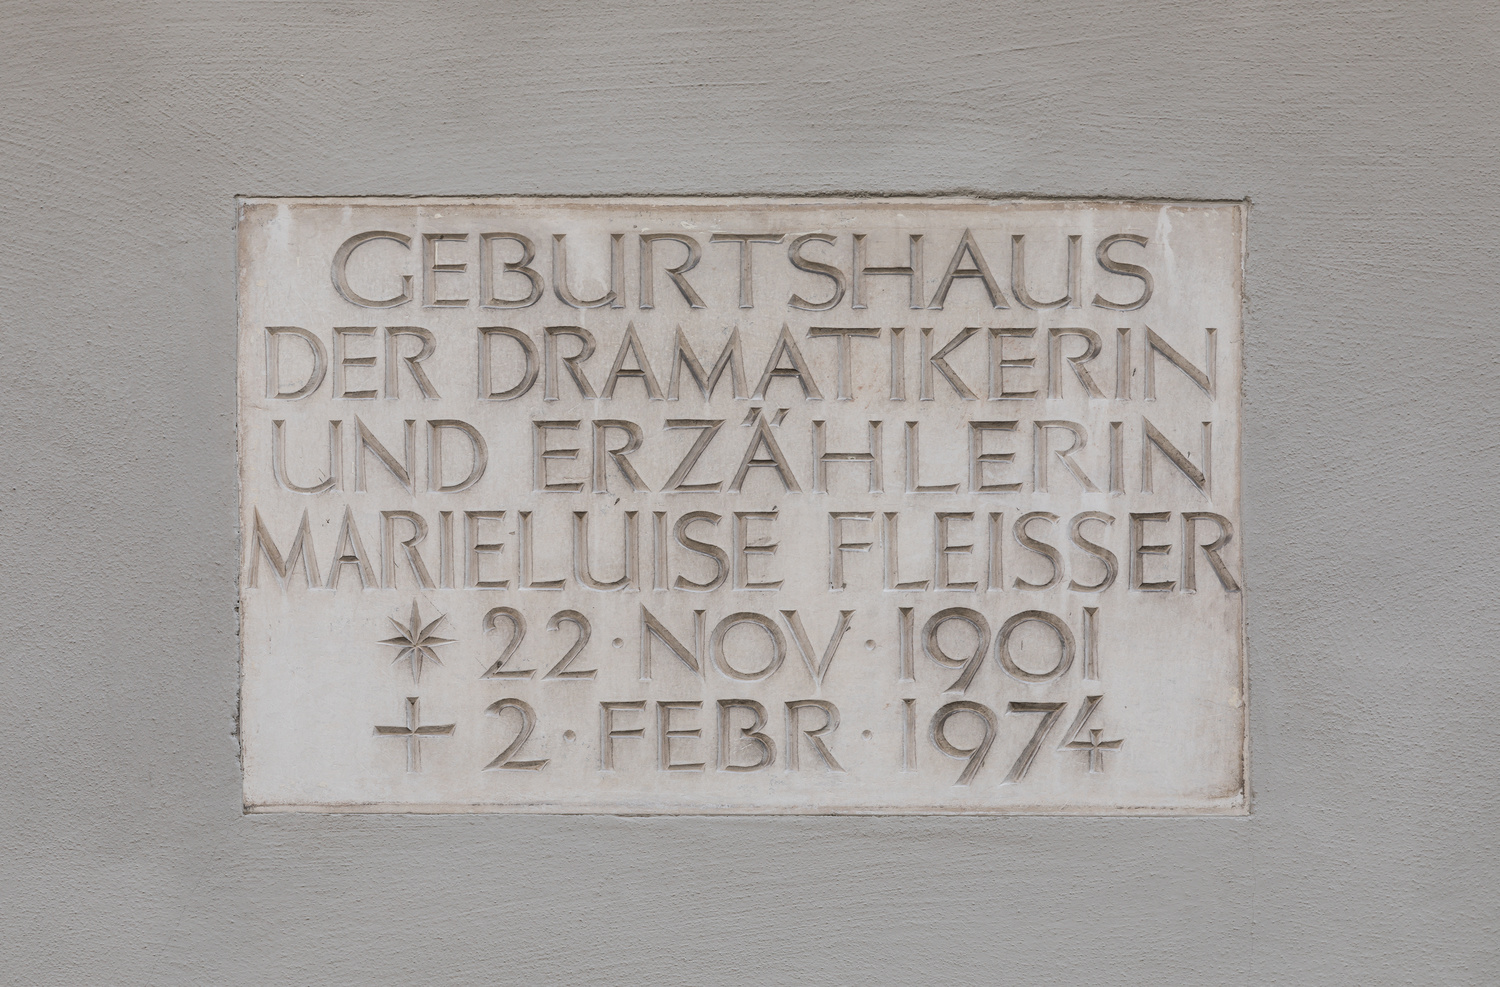 GEBURTSHAUS
DER DRAMATIKERIN
UND ERZÄHLERIN
MARIELUISE FLEISSER
* 22 · NOV · 1901
+ 2 · FEBR · 1974